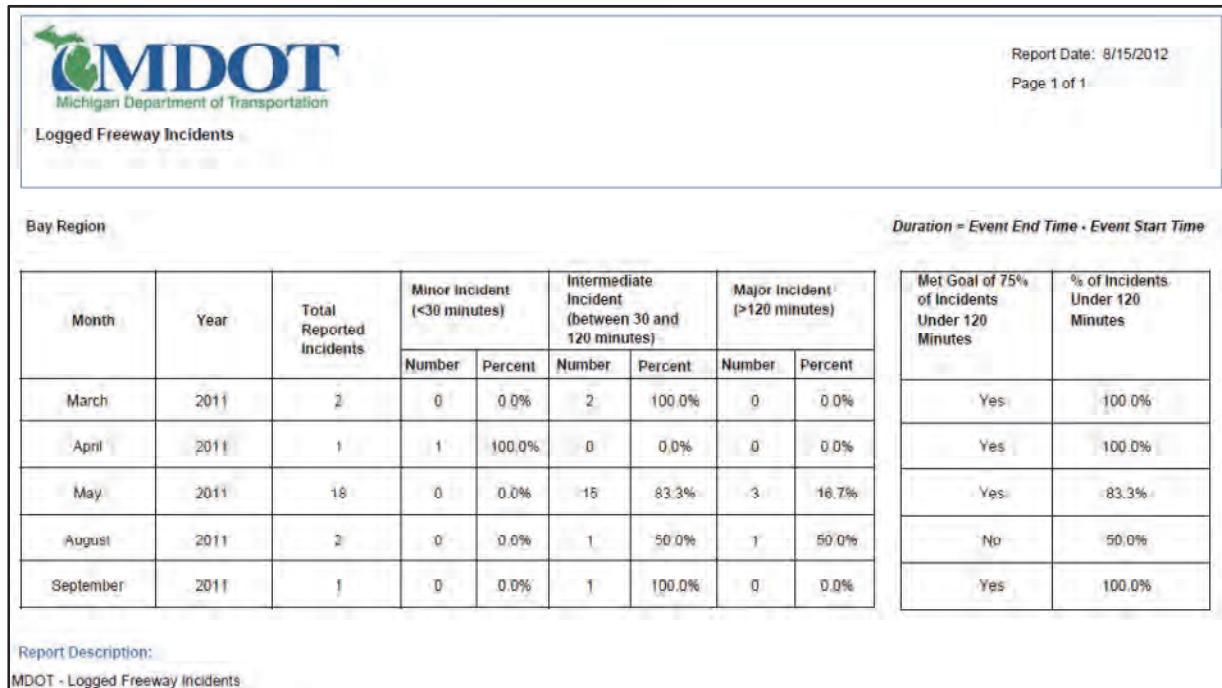 MDOT
Michigan Department of Transportation
Logged Freeway Incidents
Report Date: 8/15/2012
Page 1 of 1
Bay Region
Duration = Event End Time - Event Start Time
Month Year Total Reported Incidents Minor Incident (<30 minutes) Intermediate Incident (between 30 and 120 minutes) Major Incident (>120 minutes) Met Goal of 75% of Incidents Under 120 Minutes % of Incidents Under 120 Minutes
Number Percent Number Percent Number Percent
March 2011 2 0 0.0% 2 100.0% 0 0.0% Yes 100.0%
April 2011 1 1 100.0% 0 0.0% 0 0.0% Yes 100.0%
May 2011 18 0 0.0% 15 83.3% 3 16.7% Yes 83.3%
August 2011 2 0 0.0% 1 50.0% 1 50.0% No 50.0%
September 2011 1 0 0.0% 1 100.0% 0 0.0% Yes 100.0%
Report Description:
MDOT - Logged Freeway Incidents